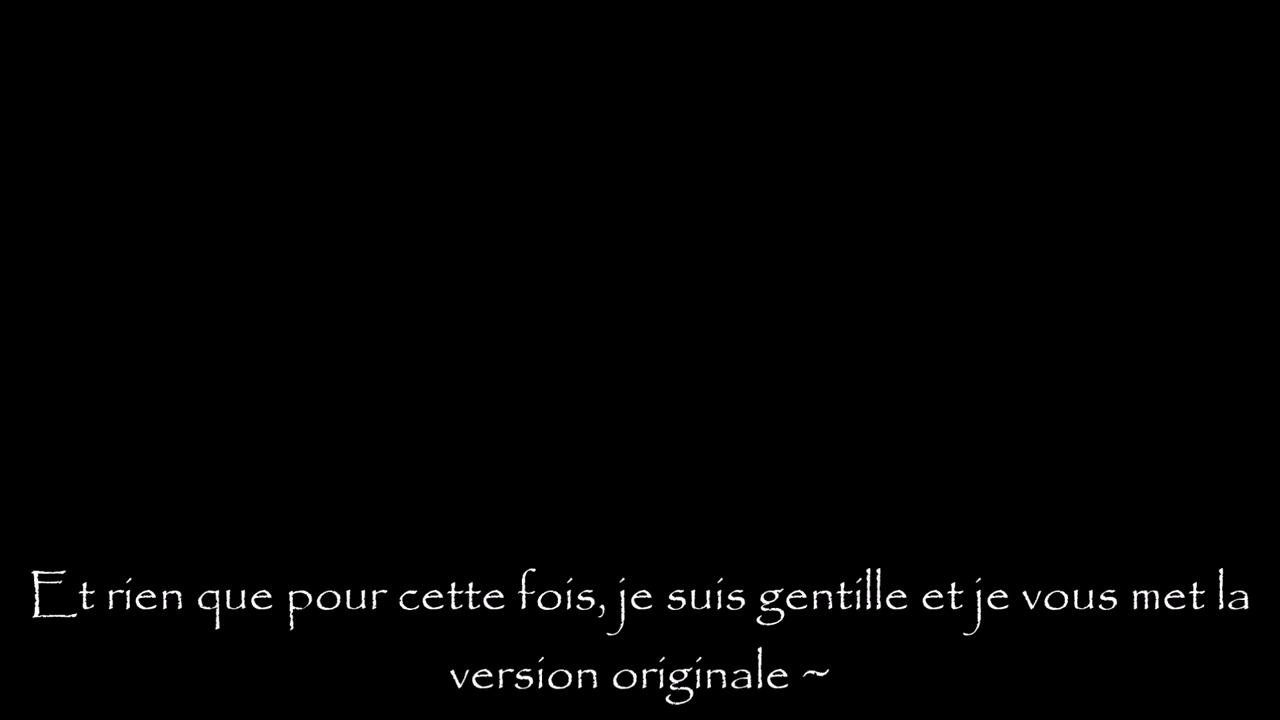 Et rien que pour cette fois, je suis gentille et je vous met la
version originale ~